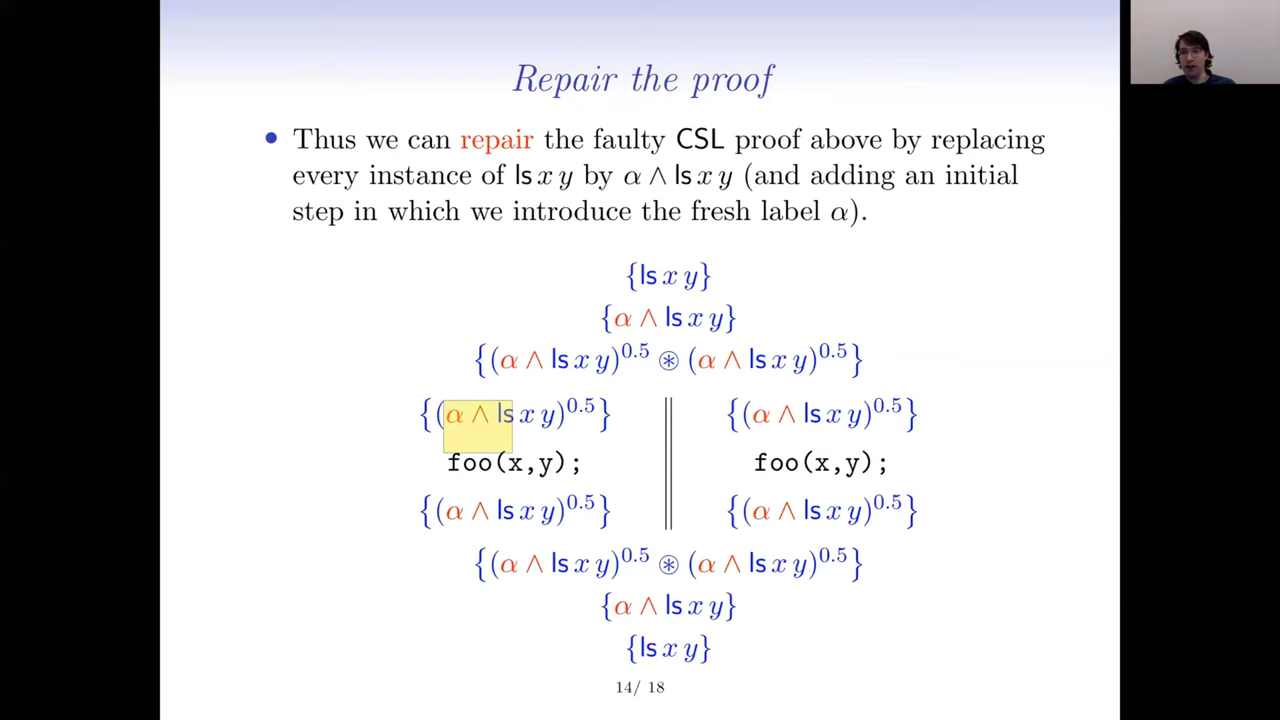 Repair the proof
• Thus we can repair the faulty CSL proof above by replacing
every instance of ls x y by α ∧ ls x y (and adding an initial
step in which we introduce the fresh label α).
{ls x y}
{α ∧ ls x y}
{(α ∧ ls x y)^0.5 ⊛ (α ∧ ls x y)^0.5}
{(α ∧ ls x y)^0.5} ‖ {(α ∧ ls x y)^0.5}
foo(x,y); ‖ foo(x,y);
{(α ∧ ls x y)^0.5} ‖ {(α ∧ ls x y)^0.5}
{(α ∧ ls x y)^0.5 ⊛ (α ∧ ls x y)^0.5}
{α ∧ ls x y}
{ls x y}
14/ 18